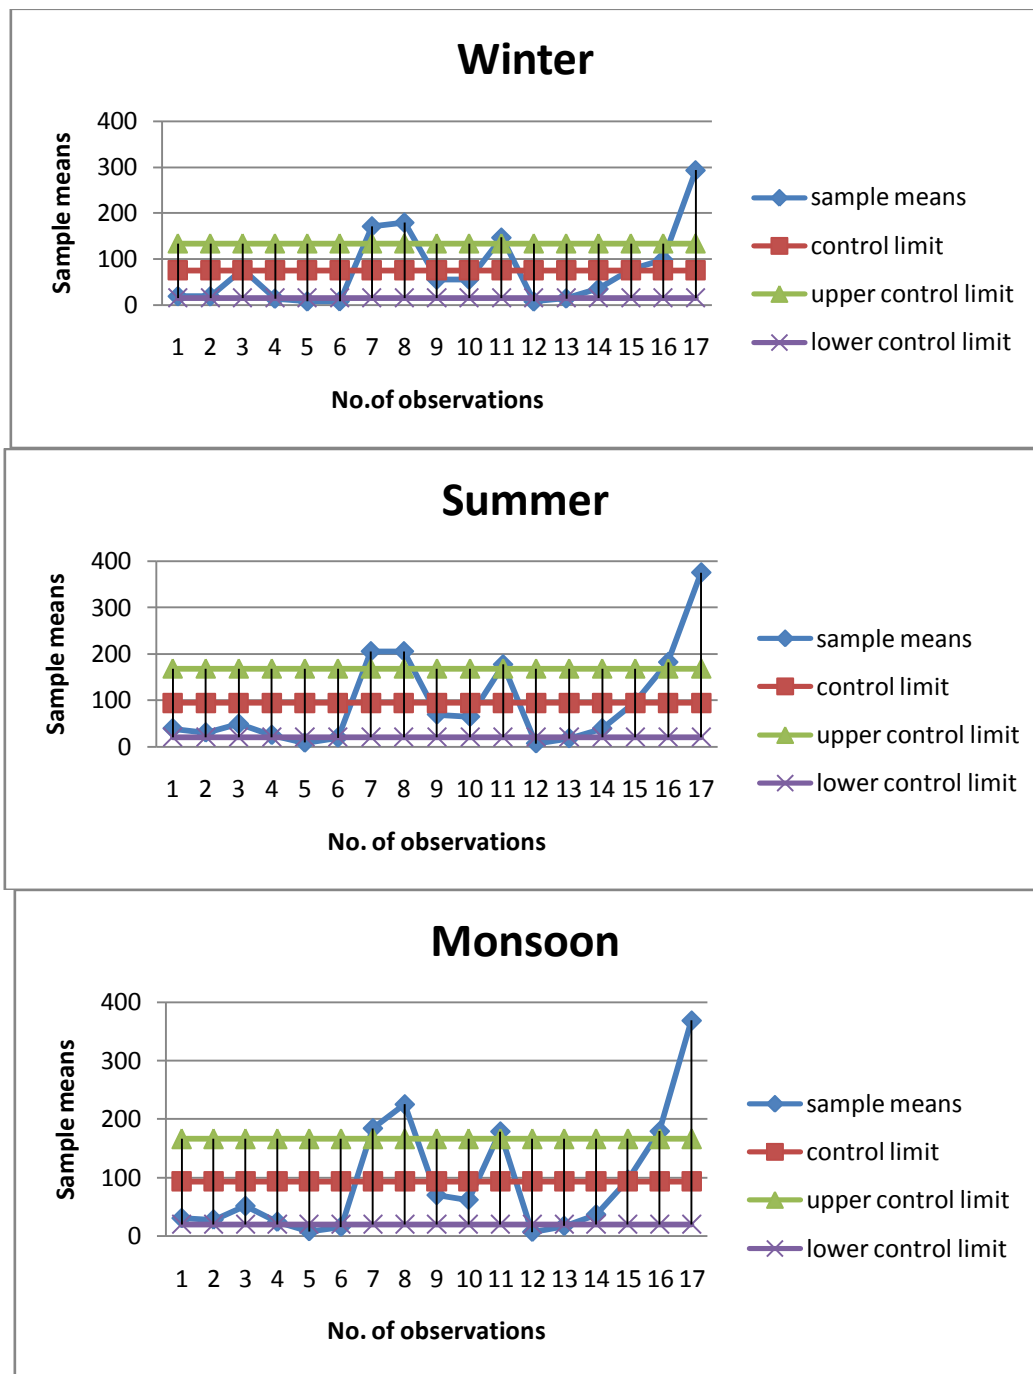 Winter
Sample means
400
300
200
100
0
1 2 3 4 5 6 7 8 9 10 11 12 13 14 15 16 17
No.of observations
sample means
control limit
upper control limit
lower control limit
Summer
Sample means
400
300
200
100
0
1 2 3 4 5 6 7 8 9 10 11 12 13 14 15 16 17
No. of observations
sample means
control limit
upper control limit
lower control limit
Monsoon
Sample means
400
300
200
100
0
1 2 3 4 5 6 7 8 9 10 11 12 13 14 15 16 17
No. of observations
sample means
control limit
upper control limit
lower control limit